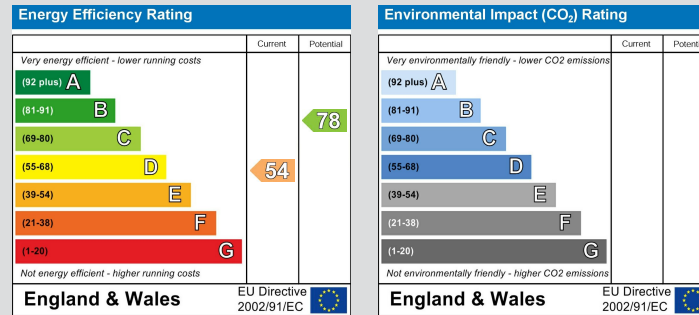 Energy Efficiency Rating
Current Potential
Very energy efficient - lower running costs
(92 plus) A
(81-91) B
(69-80) C
(55-68) D
(39-54) E
(21-38) F
(1-20) G
78
54
Not energy efficient - higher running costs
England & Wales
EU Directive
2002/91/EC
Environmental Impact (CO2) Rating
Current
Very environmentally friendly - lower CO2 emissions
(92 plus) A
(81-91) B
(69-80) C
(55-68) D
(39-54) E
(21-38) F
(1-20) G
Not environmentally friendly - higher CO2 emissions
England & Wales
EU Directive
2002/91/EC